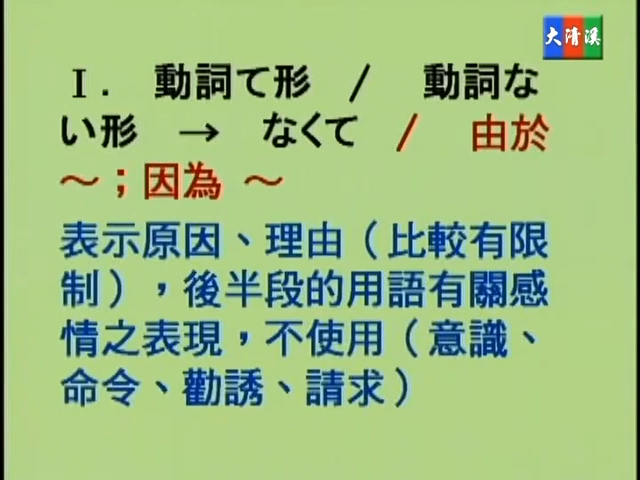 大清溪
I. 動詞て形 / 動詞な
い形 → なくて / 由於
~;因為 ~
表示原因、理由(比較有限
制),後半段的用語有關感
情之表現,不使用(意識、
命令、勸誘、請求)